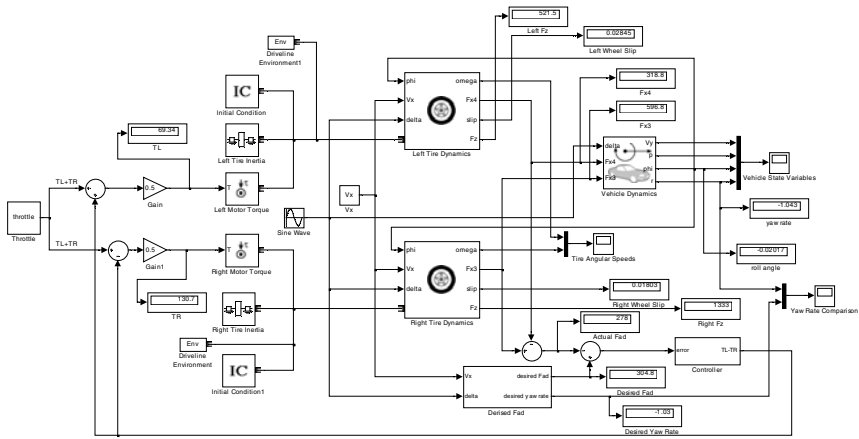 521.5
Left Fz
0.02845
Left Wheel Slip
Env
Driveline
Environment1
IC
Initial Condition
phi
Vx
delta
omega
Fx4
slip
Fz
Left Tire Dynamics
318.8
Fx4
596.8
Fx3
69.34
TL
Left Tire Inertia
delta
Fx4
Fx3
Vy
p
phi
r
Vehicle Dynamics
Vehicle State Variables
TL+TR
0.5
Gain
T
Left Motor Torque
Vx
Vx
throttle
Throttle
Sine Wave
-1.043
yaw rate
TL+TR
0.5
Gain1
T
Right Motor Torque
phi
Vx
delta
omega
Fx3
slip
Fz
Right Tire Dynamics
Tire Angular Speeds
-0.02017
roll angle
130.7
TR
Right Tire Inertia
0.01803
Right Wheel Slip
1333
Right Fz
Yaw Rate Comparison
278
Actual Fad
Env
Driveline
Environment
IC
Initial Condition1
error
TL-TR
Controller
Vx
delta
desired Fad
desired yaw rate
Derised Fad
304.8
Desired Fad
-1.03
Desired Yaw Rate